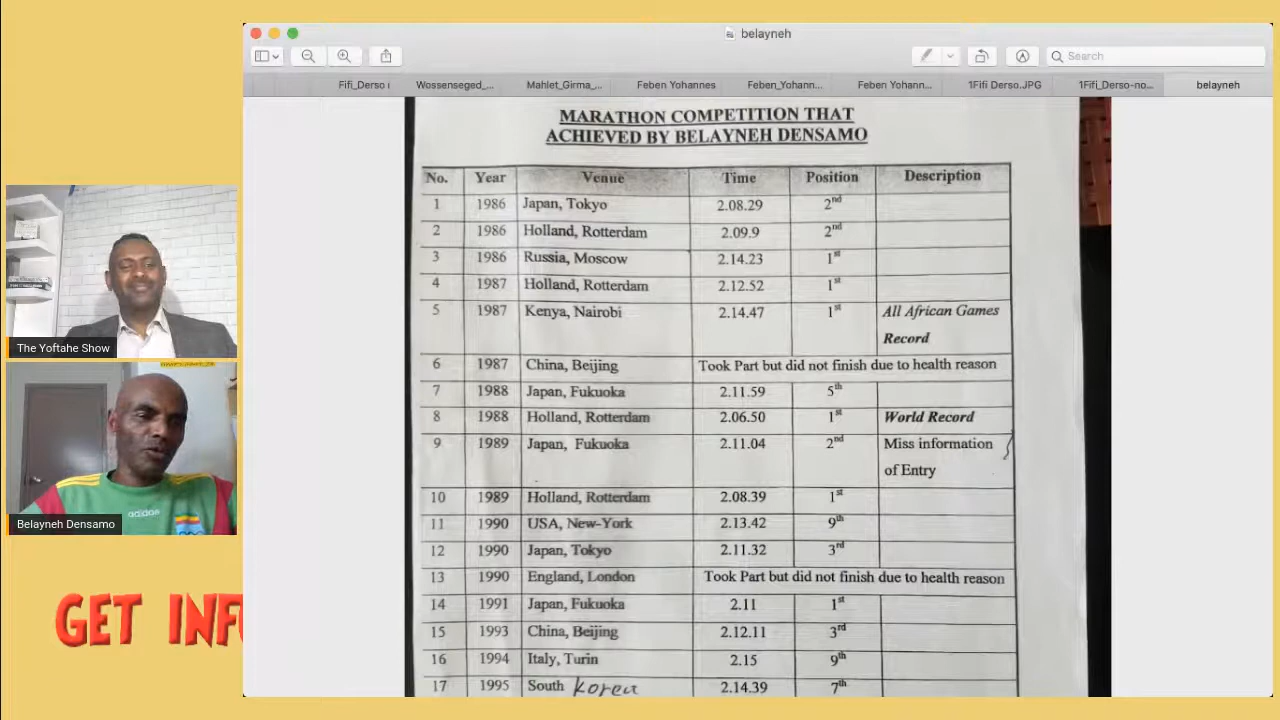 belayneh
Search
Fifi_Derso (
Wossenseged_...
Mahlet_Girma_...
Feben Yohannes
Feben_Yohann...
Feben Yohann...
1Fifi Derso.JPG
1Fifi_Derso-no...
belayneh
MARATHON COMPETITION THAT
ACHIEVED BY BELAYNEH DENSAMO
No. Year Venue Time Position Description
1 1986 Japan, Tokyo 2.08.29 2nd
2 1986 Holland, Rotterdam 2.09.9 2nd
3 1986 Russia, Moscow 2.14.23 1st
4 1987 Holland, Rotterdam 2.12.52 1st
5 1987 Kenya, Nairobi 2.14.47 1st All African Games
Record
6 1987 China, Beijing Took Part but did not finish due to health reason
7 1988 Japan, Fukuoka 2.11.59 5th
8 1988 Holland, Rotterdam 2.06.50 1st World Record
9 1989 Japan, Fukuoka 2.11.04 2nd Miss information
of Entry
10 1989 Holland, Rotterdam 2.08.39 1st
11 1990 USA, New-York 2.13.42 9th
12 1990 Japan, Tokyo 2.11.32 3rd
13 1990 England, London Took Part but did not finish due to health reason
14 1991 Japan, Fukuoka 2.11 1st
15 1993 China, Beijing 2.12.11 3rd
16 1994 Italy, Turin 2.15 9th
17 1995 South Korea 2.14.39 7th
The Yoftahe Show
adidas
Belayneh Densamo
GET INFO